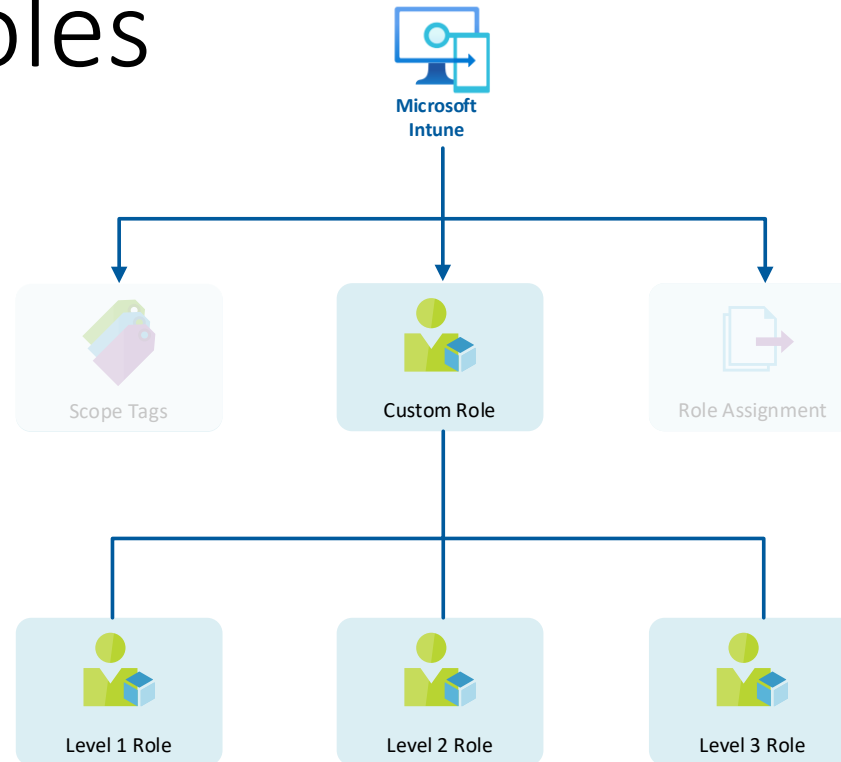 oles
Microsoft
Intune
Scope Tags
Custom Role
Role Assignment
Level 1 Role
Level 2 Role
Level 3 Role